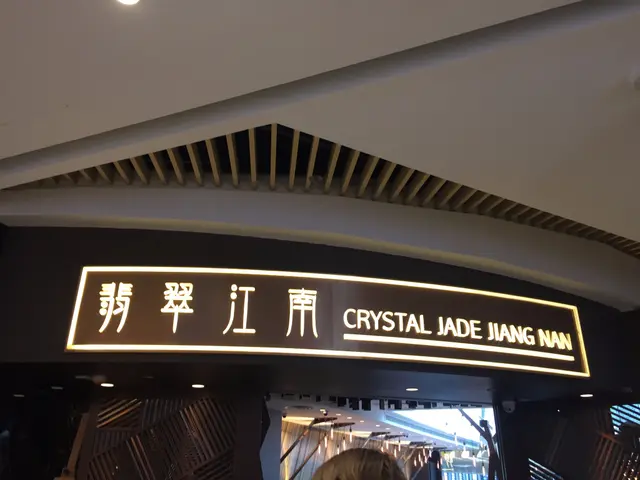 翡翠江南 CRYSTAL JADE JIANG NAN